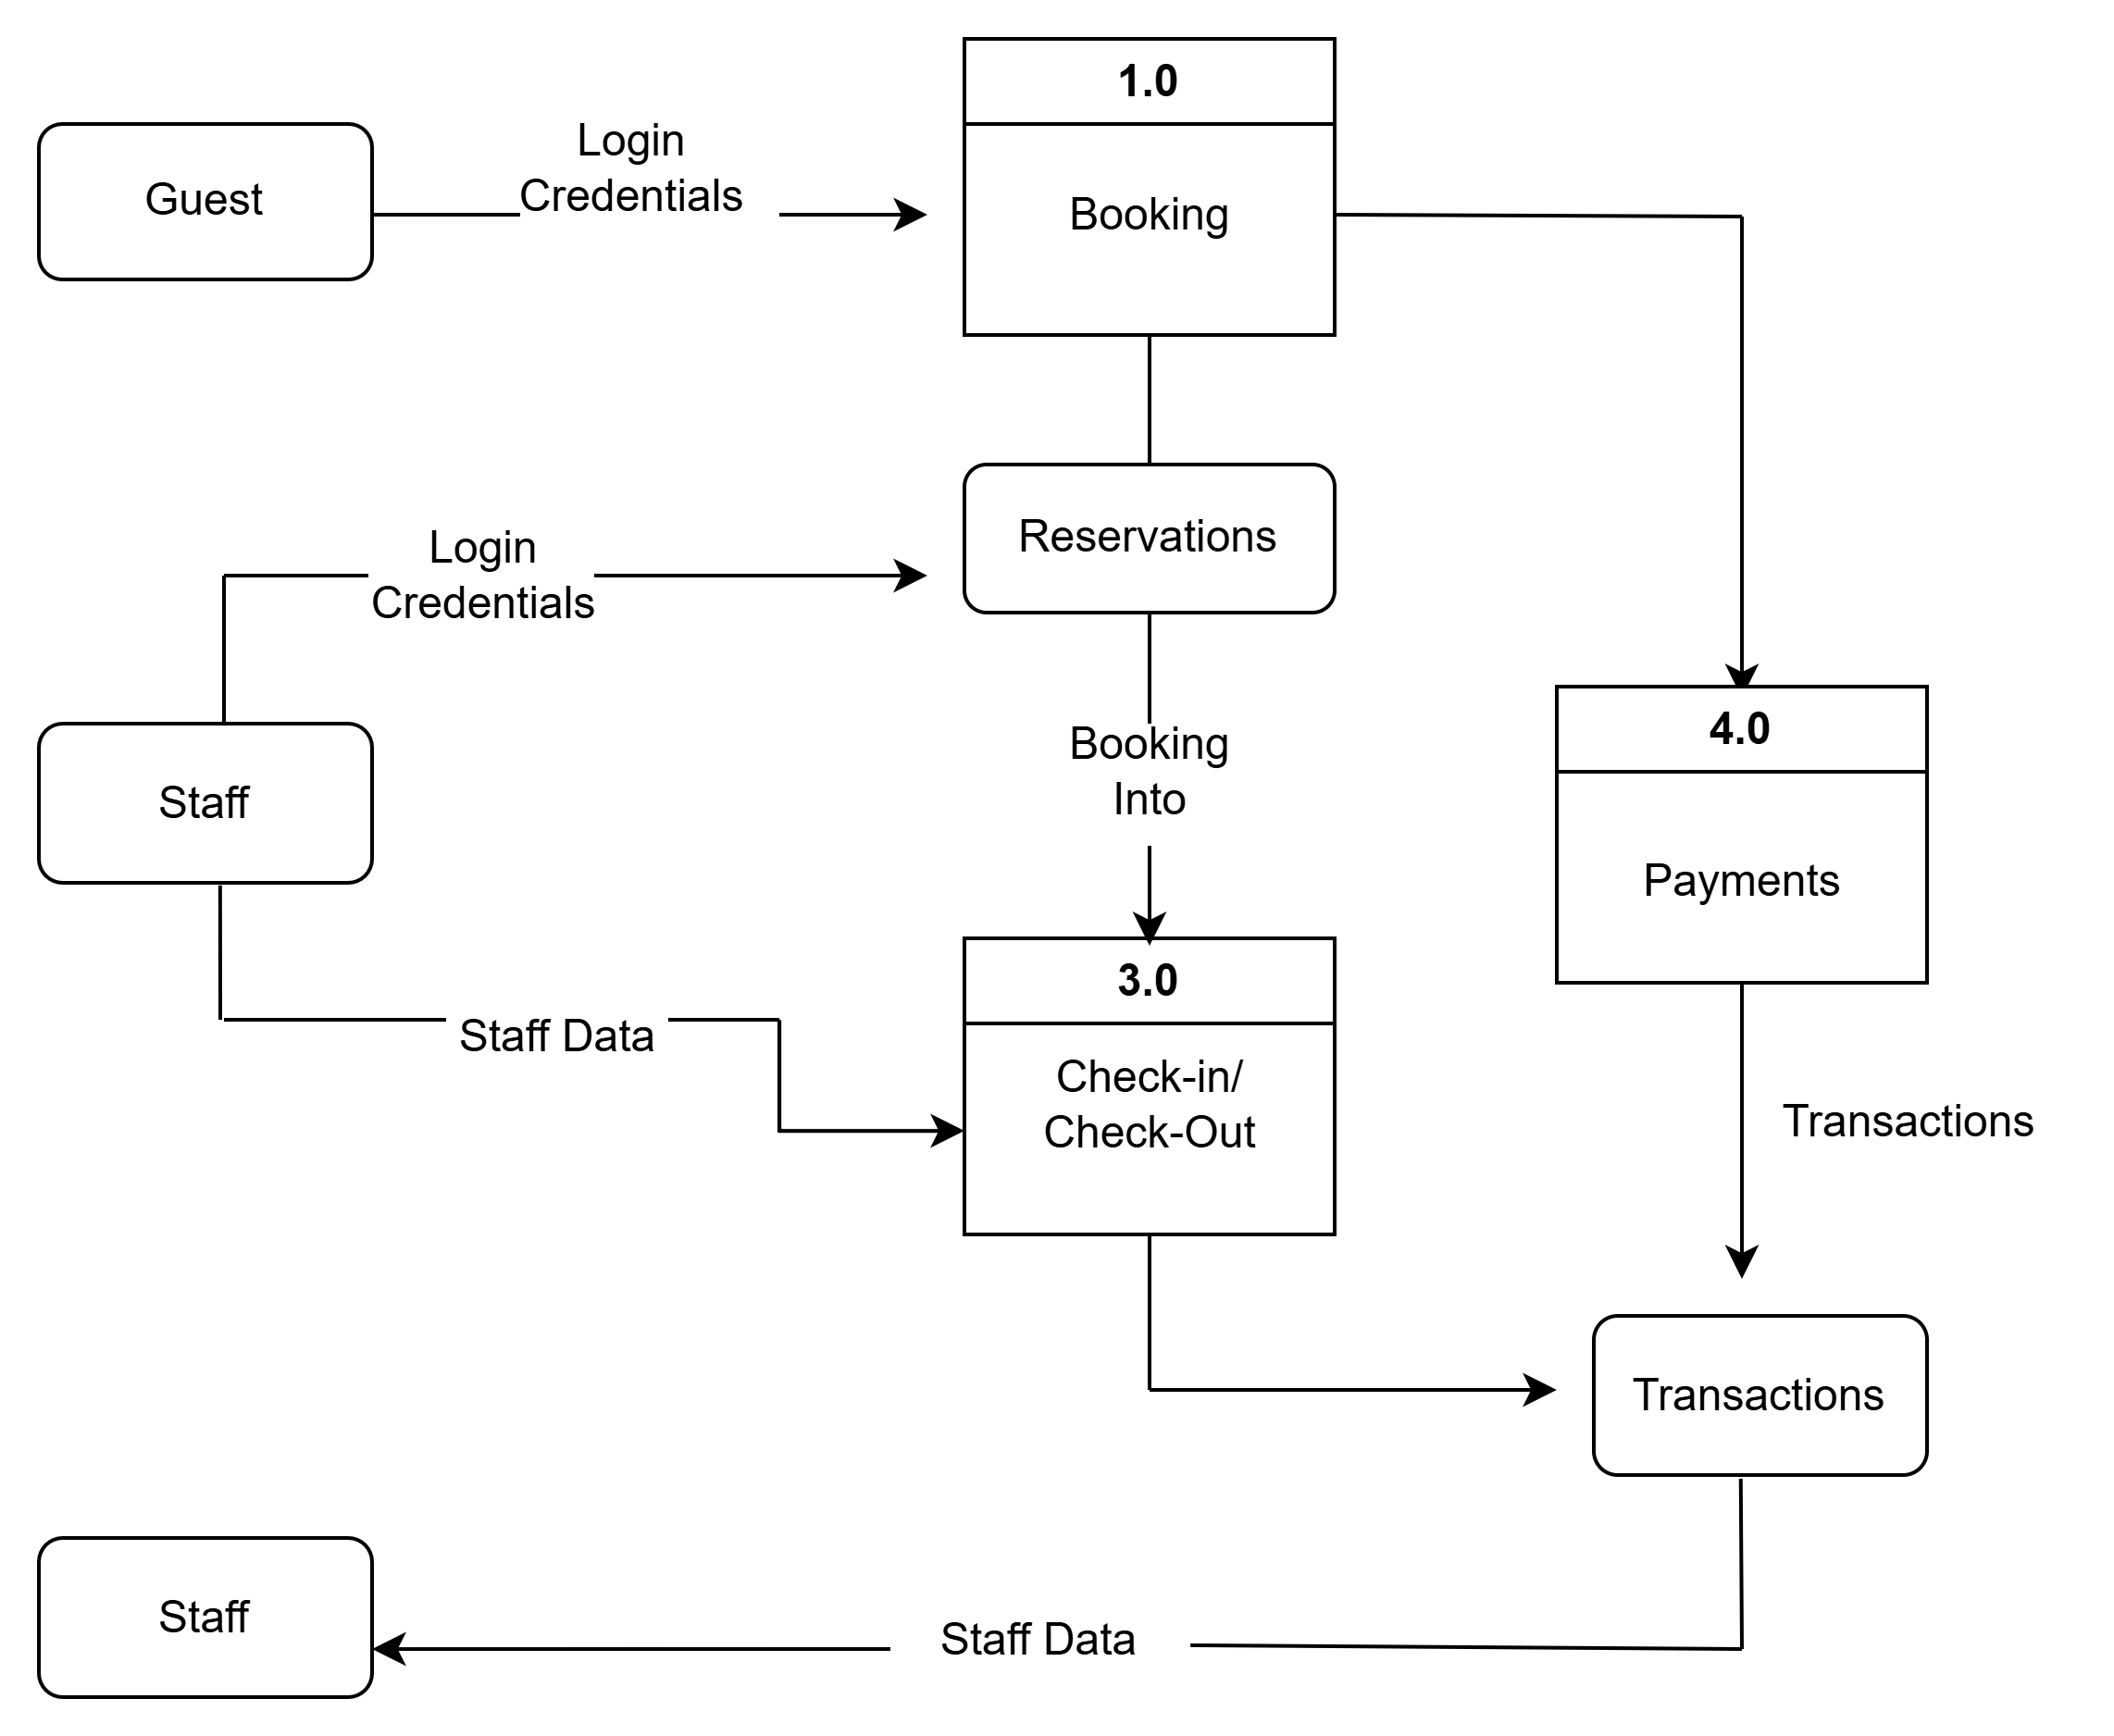 1.0
Guest
Login
Credentials
Booking
Reservations
Login
Credentials
Staff
Booking
Into
4.0
Payments
3.0
Staff Data
Check-in/
Check-Out
Transactions
Transactions
Staff
Staff Data